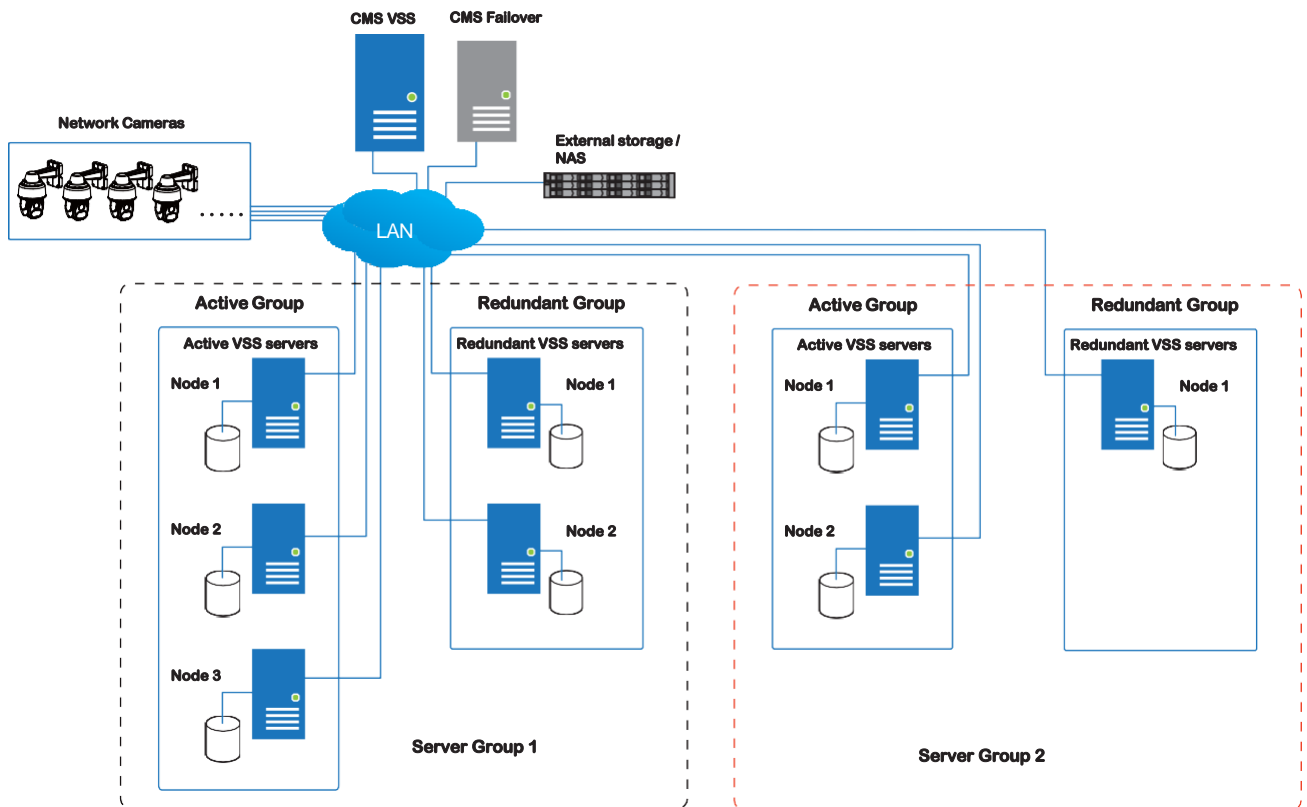 CMS VSS
CMS Failover
Network Cameras
External storage /
NAS
.....
LAN
Active Group
Redundant Group
Active VSS servers
Redundant VSS servers
Node 1
Node 1
Node 2
Node 2
Node 3
Server Group 1
Active Group
Redundant Group
Active VSS servers
Redundant VSS servers
Node 1
Node 1
Node 2
Server Group 2